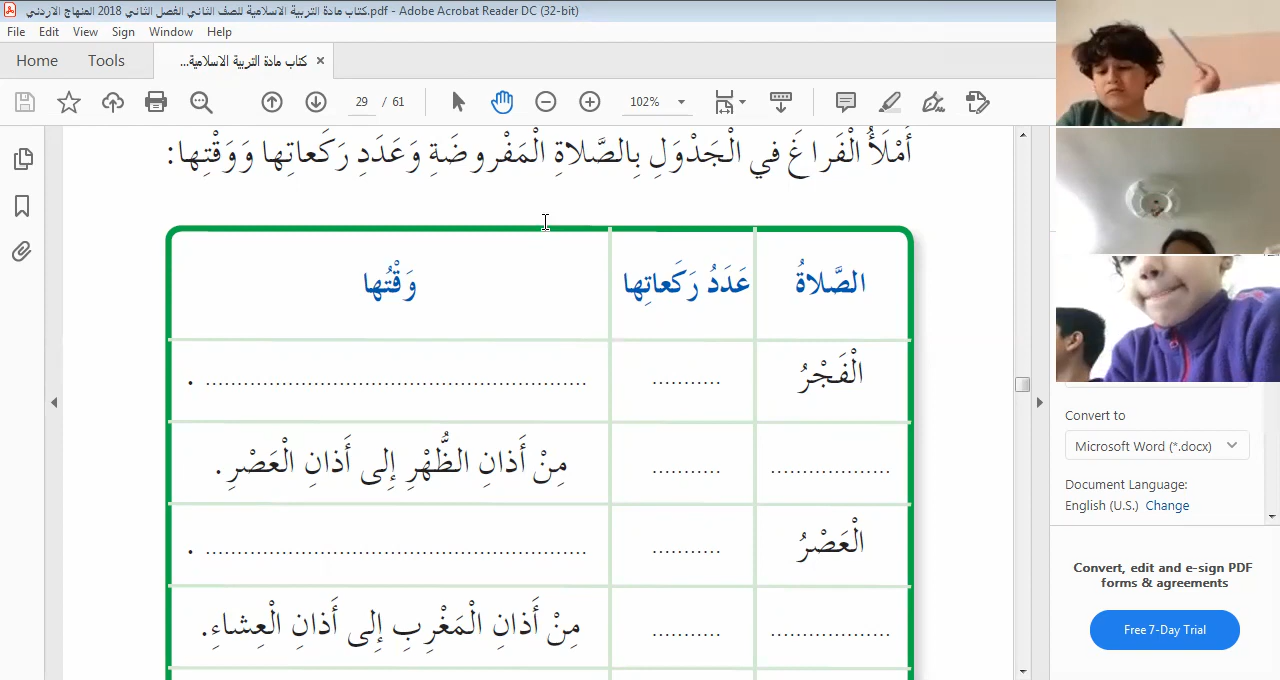 كتاب مادة التربية الاسلامية للصف الثاني الفصل الثاني 2018 المنهاج الاردني.pdf - Adobe Acrobat Reader DC (32-bit)
File Edit View Sign Window Help
Home Tools كتاب مادة التربية الاسلامية... ×
29 / 61 102%
أَمْلَأُ الْفَراغَ في الْجَدْوَلِ بِالصَّلاةِ الْمَفْروضَةِ وَعَدَدِ رَكَعاتِها وَوَقْتِها:
الصَّلاةُ عَدَدُ رَكَعاتِها وَقْتُها
الْفَجْرُ ........... .................................................. .
.................. ........... مِنْ أَذانِ الظُّهْرِ إِلى أَذانِ الْعَصْرِ .
الْعَصْرُ ........... .................................................. .
.................. ........... مِنْ أَذانِ الْمَغْرِبِ إِلى أَذانِ الْعِشاءِ.
Convert to
Microsoft Word (*.docx)
Document Language:
English (U.S.) Change
Convert, edit and e-sign PDF
forms & agreements
Free 7-Day Trial